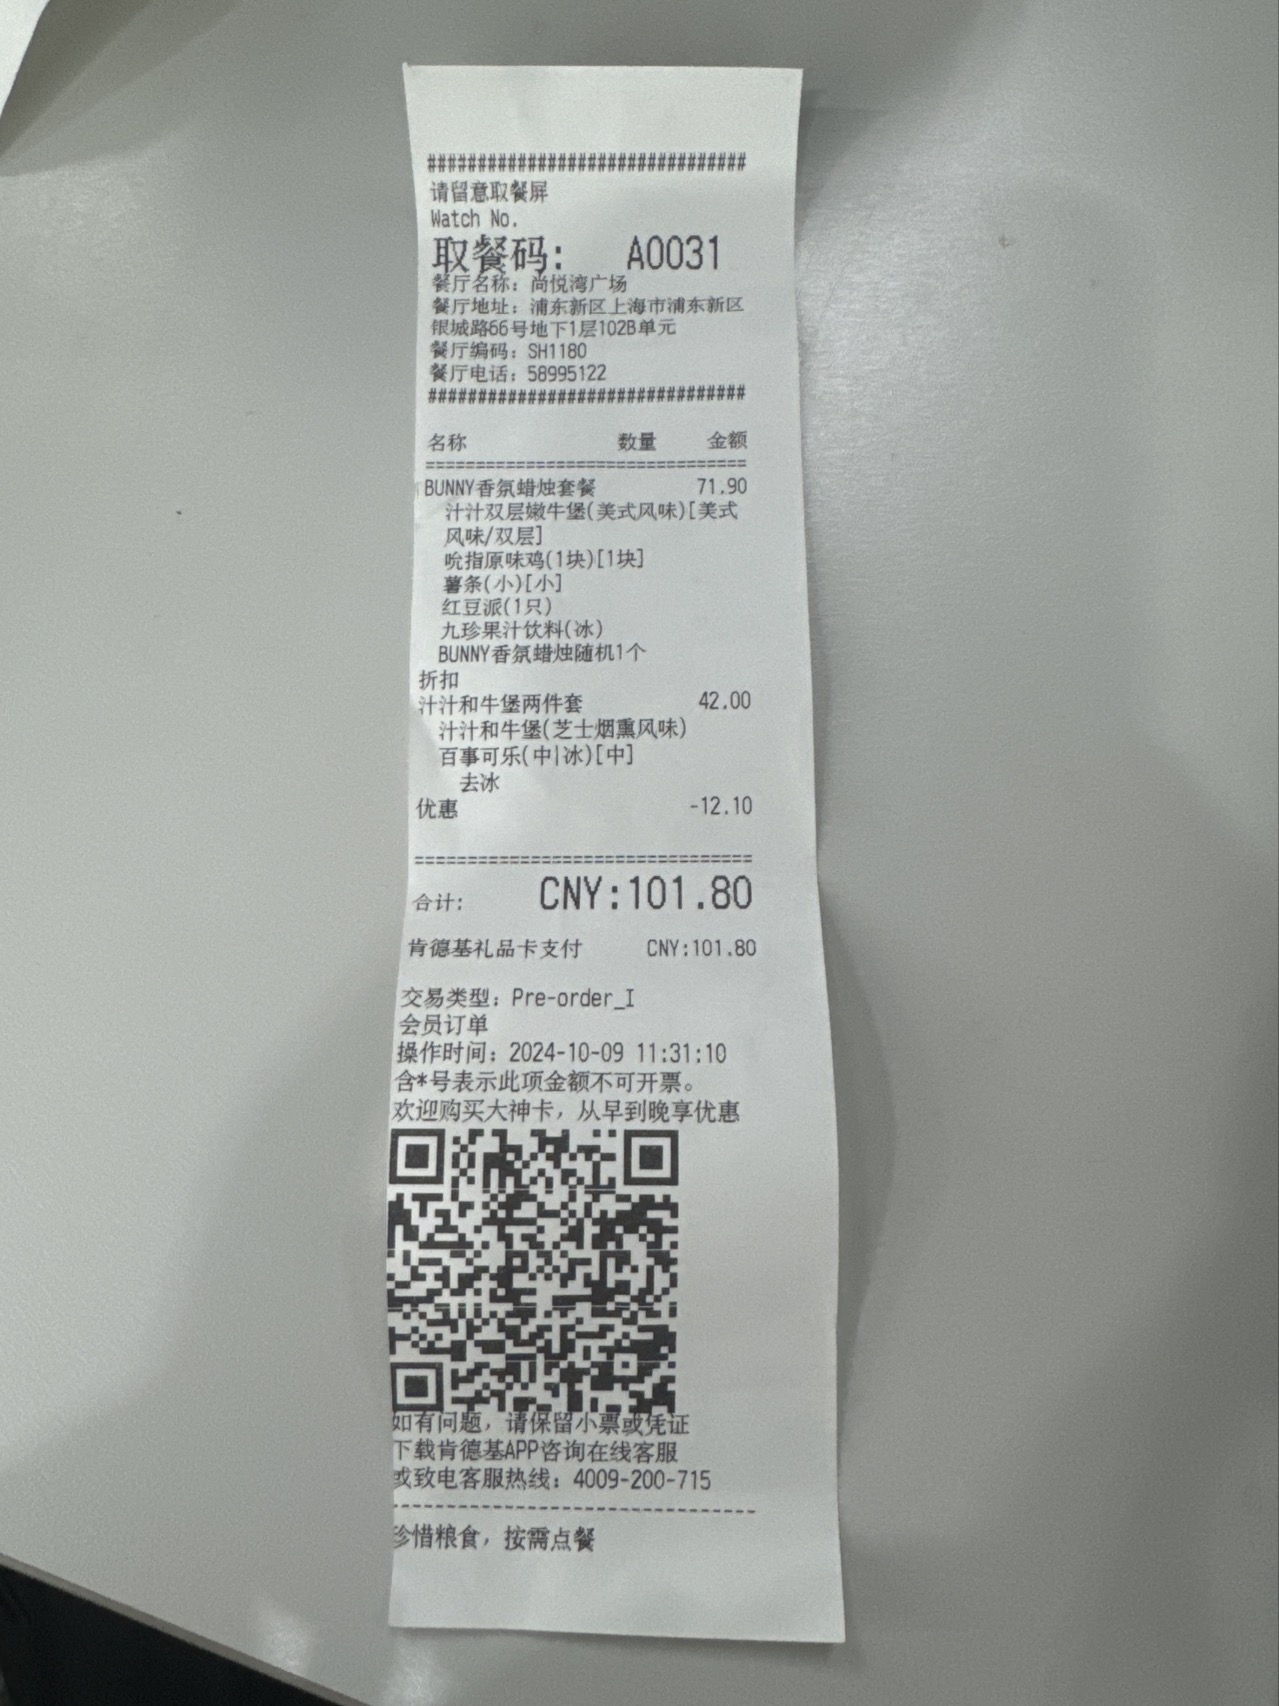 ################################
请留意取餐屏
Watch No.
取餐码: A0031
餐厅名称: 尚悦湾广场
餐厅地址: 浦东新区上海市浦东新区
银城路66号地下1层102B单元
餐厅编码: SH1180
餐厅电话: 58995122
################################
名称 数量 金额
================================
BUNNY香氛蜡烛套餐 71.90
汁汁双层嫩牛堡(美式风味)[美式
风味/双层]
吮指原味鸡(1块)[1块]
薯条(小)[小]
红豆派(1只)
九珍果汁饮料(冰)
BUNNY香氛蜡烛随机1个
折扣
汁汁和牛堡两件套 42.00
汁汁和牛堡(芝士烟熏风味)
百事可乐(中|冰)[中]
去冰
优惠 -12.10
================================
合计: CNY:101.80
肯德基礼品卡支付 CNY:101.80
交易类型: Pre-order_I
会员订单
操作时间: 2024-10-09 11:31:10
含*号表示此项金额不可开票。
欢迎购买大神卡，从早到晚享优惠
如有问题，请保留小票或凭证
下载肯德基APP咨询在线客服
或致电客服热线: 4009-200-715
--------------------------------
珍惜粮食，按需点餐